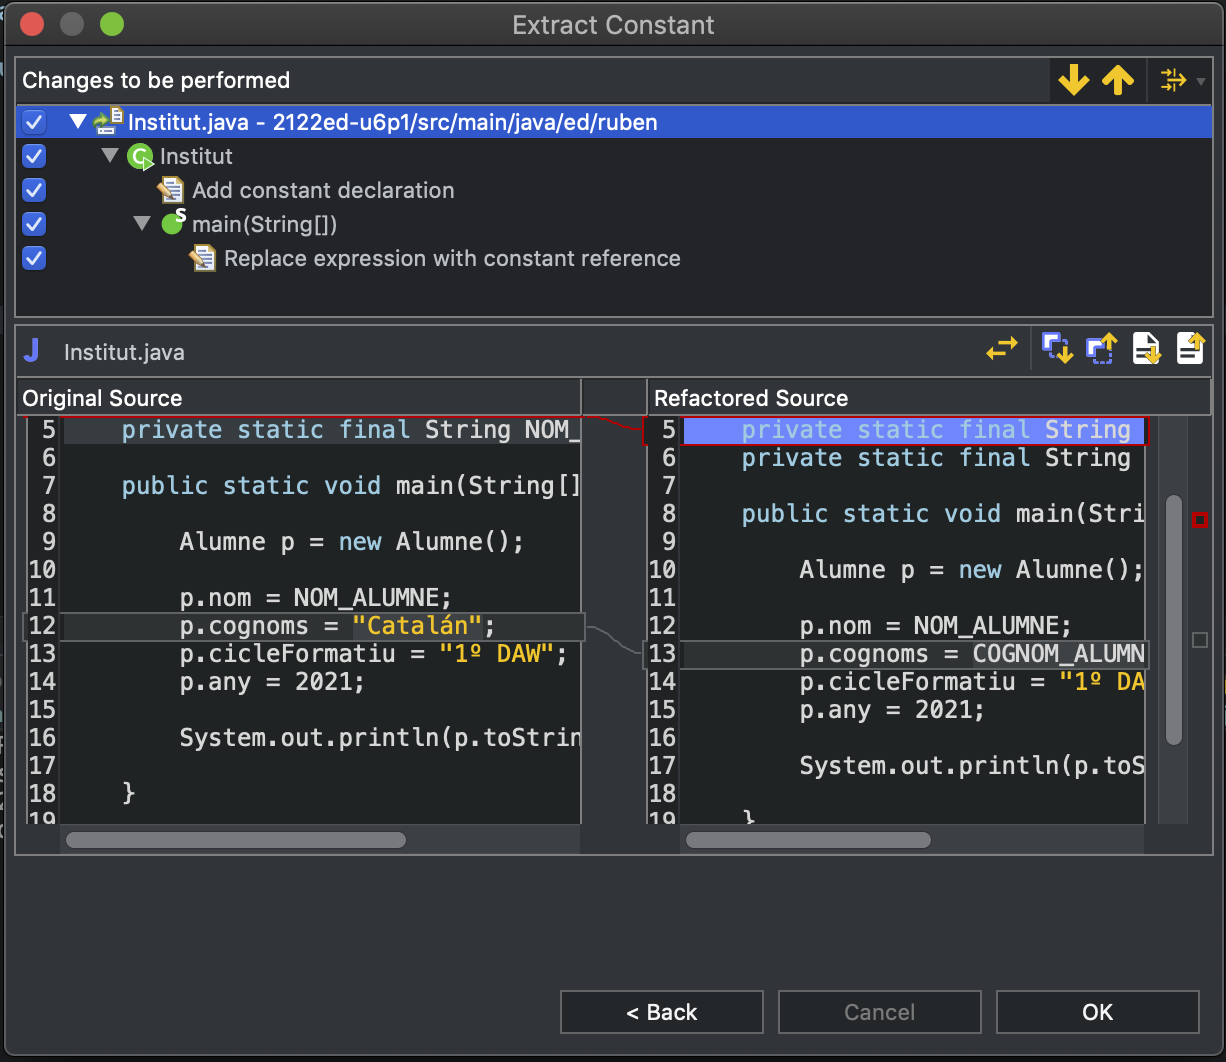 Extract Constant
Changes to be performed
Institut.java - 2122ed-u6p1/src/main/java/ed/ruben
Institut
Add constant declaration
main(String[])
Replace expression with constant reference
Institut.java
Original Source
5 private static final String NOM_
6
7 public static void main(String[]
8
9 Alumne p = new Alumne();
10
11 p.nom = NOM_ALUMNE;
12 p.cognoms = "Catalán";
13 p.cicleFormatiu = "1º DAW";
14 p.any = 2021;
15
16 System.out.println(p.toStrin
17
18 }
19
Refactored Source
5 private static final String
6 private static final String
7
8 public static void main(Stri
9
10 Alumne p = new Alumne();
11
12 p.nom = NOM_ALUMNE;
13 p.cognoms = COGNOM_ALUMN
14 p.cicleFormatiu = "1º DA
15 p.any = 2021;
16
17 System.out.println(p.toS
18
19 }
< Back
Cancel
OK